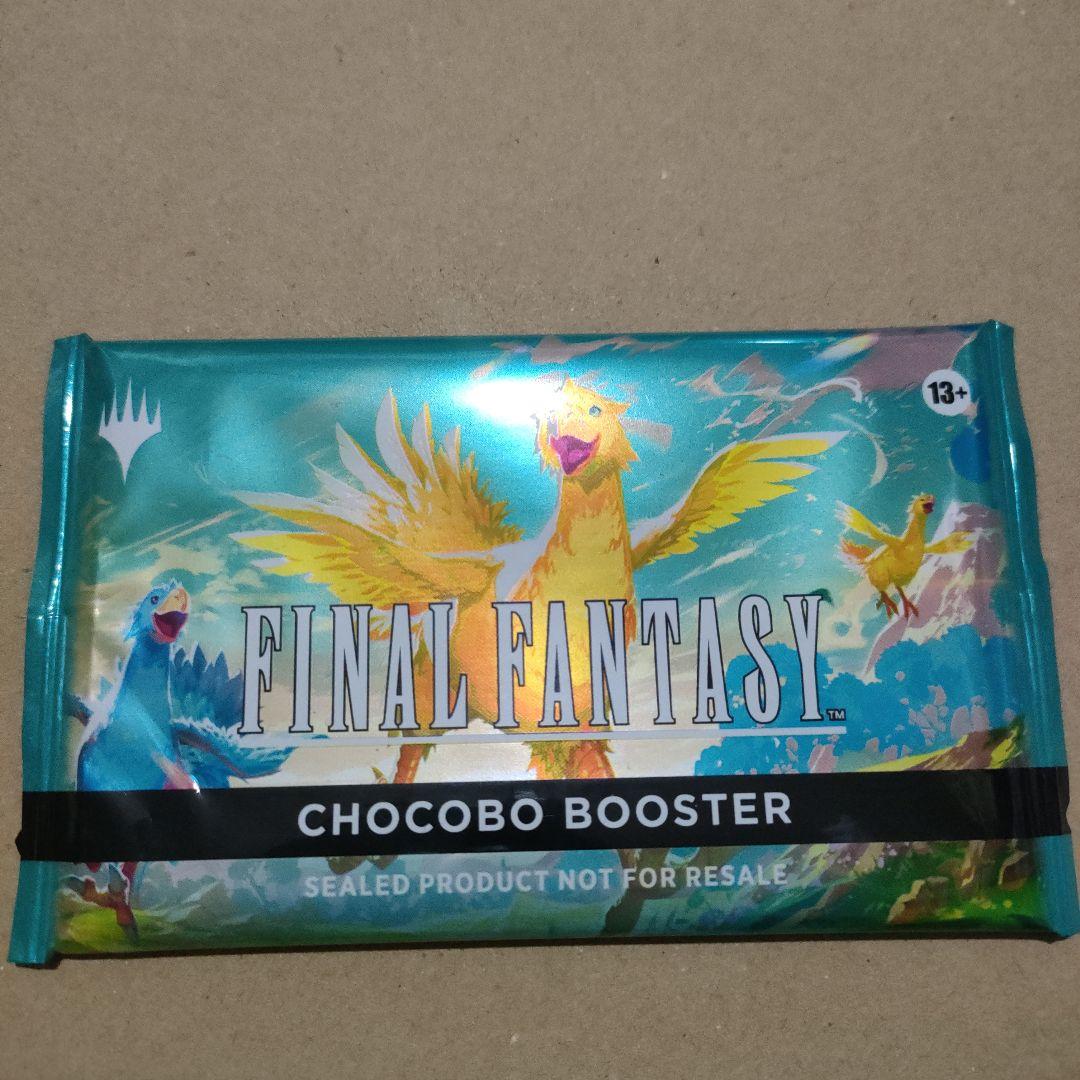 13+
FINAL FANTASY™
CHOCOBO BOOSTER
SEALED PRODUCT NOT FOR RESALE